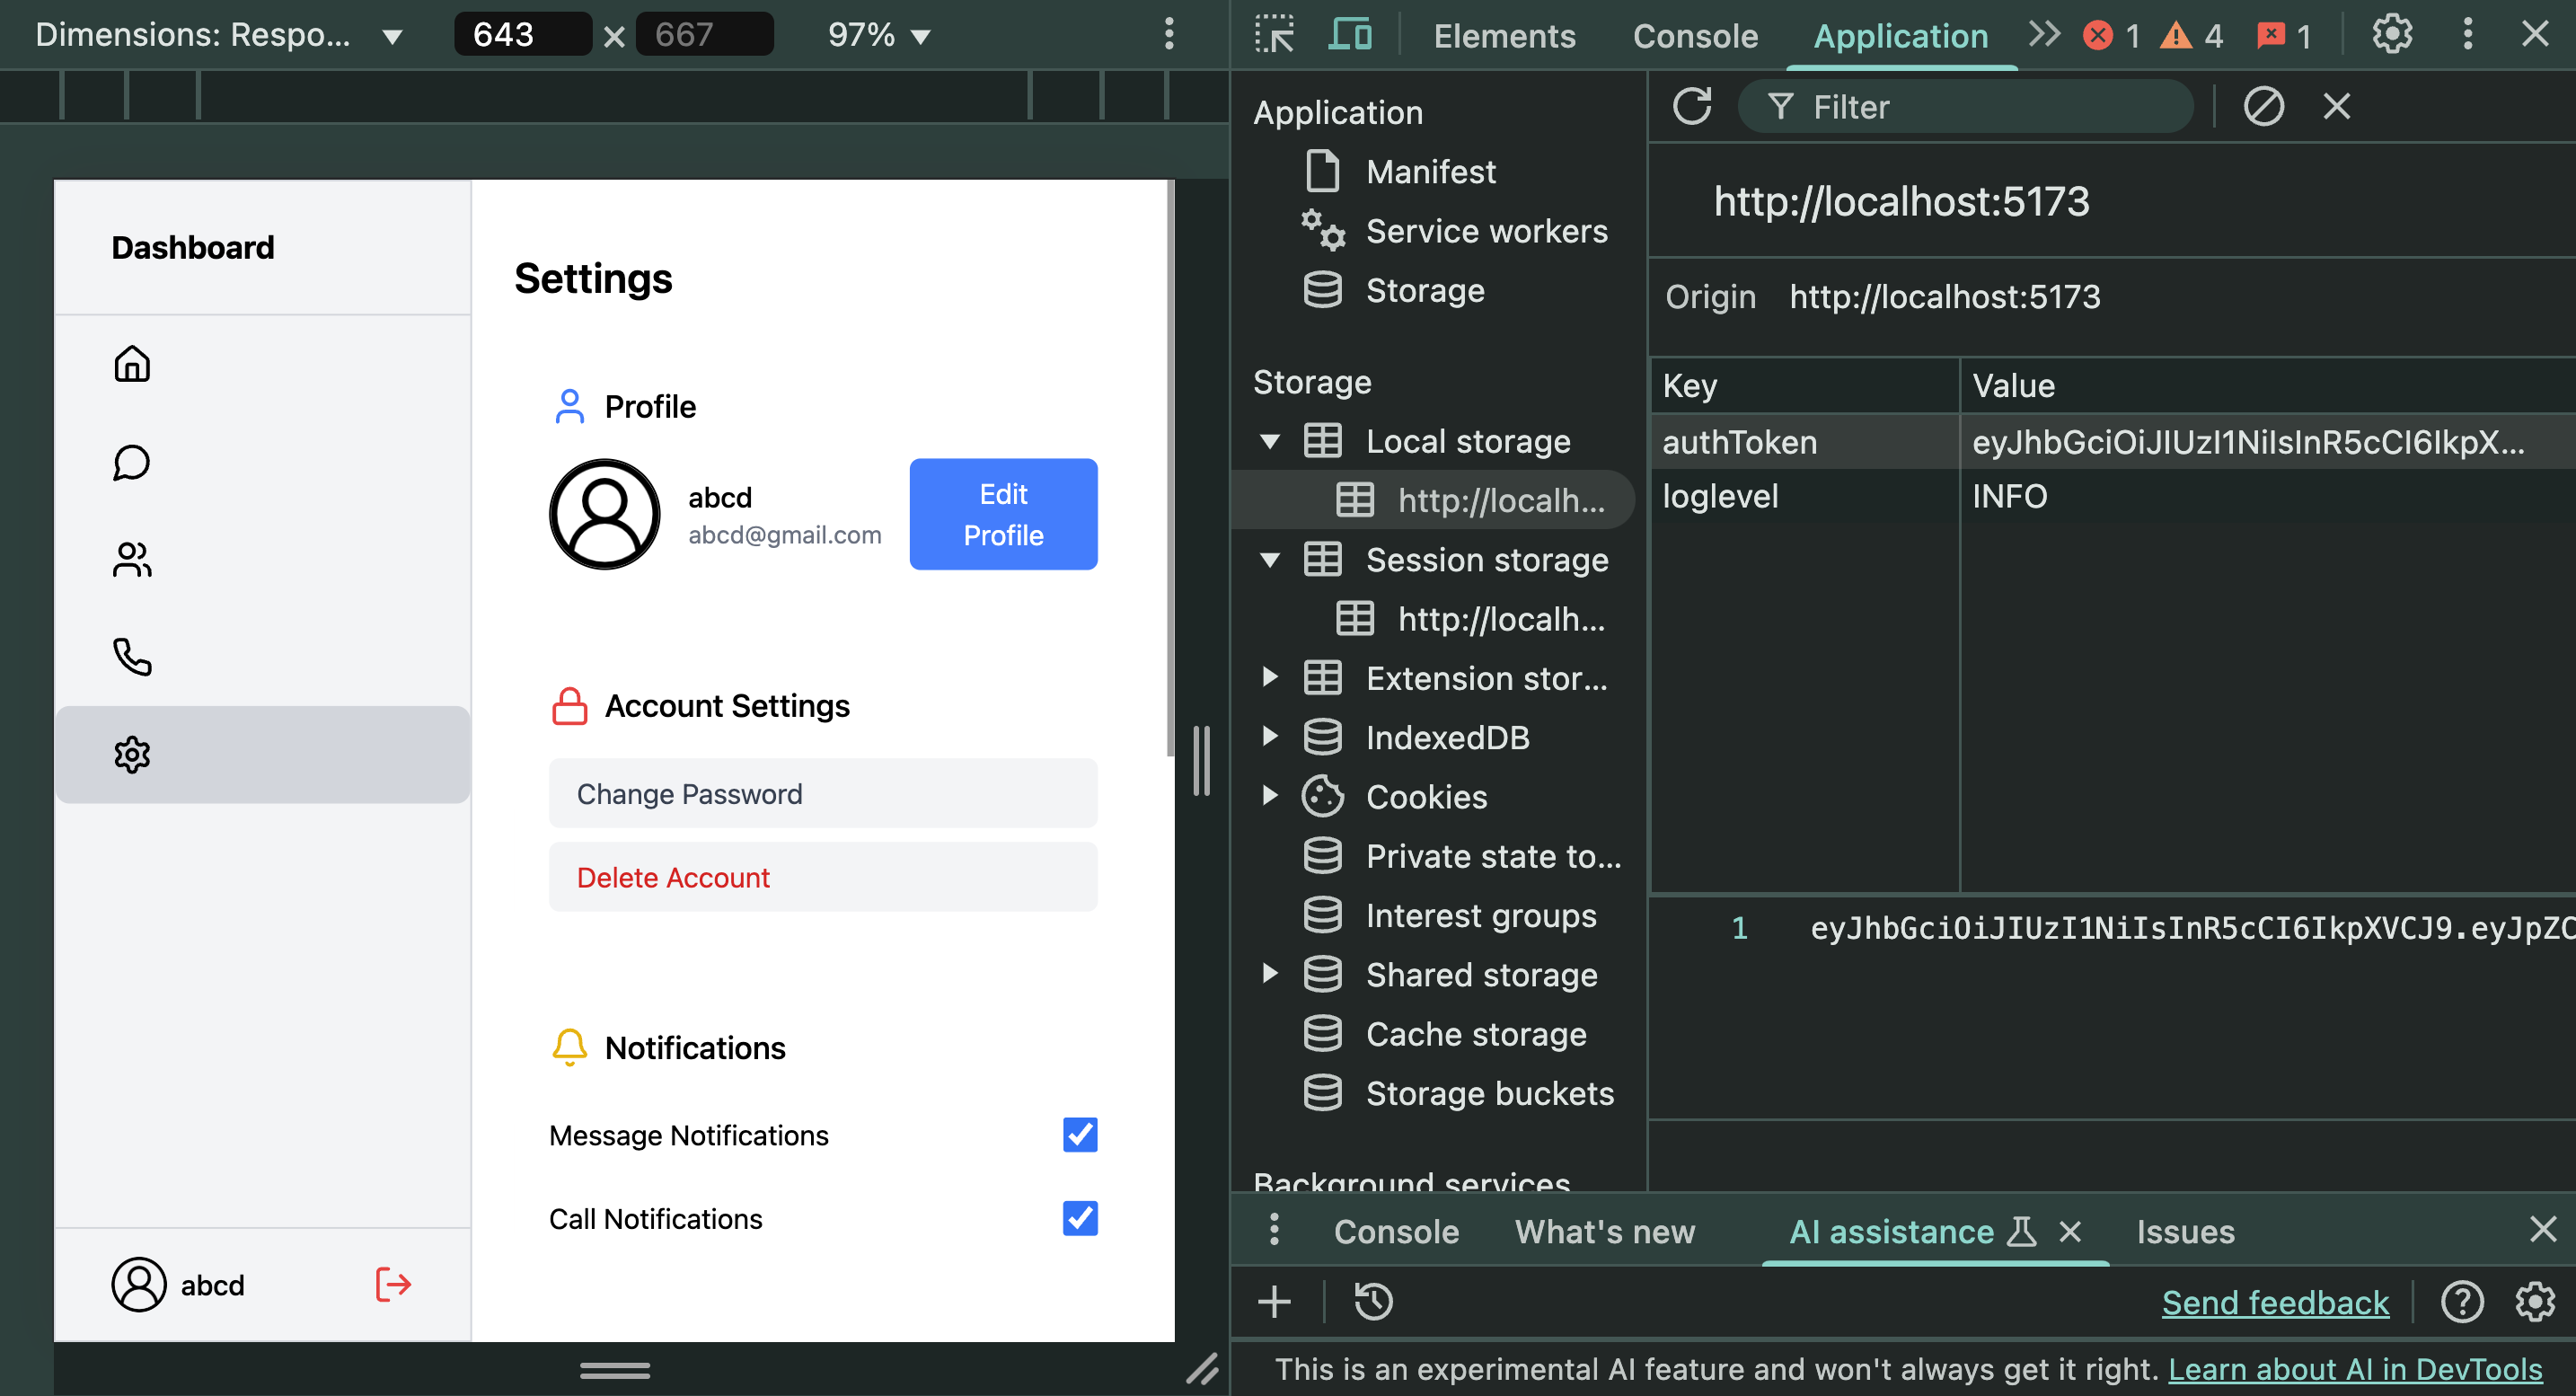 Dimensions: Respo...
643 × 667
97%
Elements
Console
Application
1
4
1
Dashboard
abcd
Settings
Profile
abcd
abcd@gmail.com
Edit
Profile
Account Settings
Change Password
Delete Account
Notifications
Message Notifications
Call Notifications
Application
Manifest
Service workers
Storage
Storage
Local storage
http://localh...
Session storage
http://localh...
Extension stor...
IndexedDB
Cookies
Private state to...
Interest groups
Shared storage
Cache storage
Storage buckets
Background services
Filter
http://localhost:5173
Origin http://localhost:5173
Key Value
authToken eyJhbGciOiJIUzI1NiIsInR5cCI6IkpX...
loglevel INFO
1 eyJhbGciOiJIUzI1NiIsInR5cCI6IkpXVCJ9.eyJpZC
Console
What's new
AI assistance
Issues
Send feedback
This is an experimental AI feature and won't always get it right. Learn about AI in DevTools